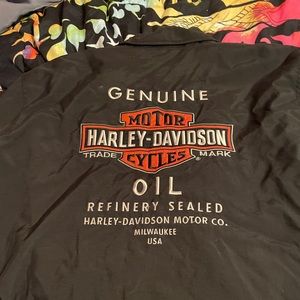 GENUINE
MOTOR
HARLEY-DAVIDSON
TRADE MARK
CYCLES ®
OIL
REFINERY SEALED
HARLEY-DAVIDSON MOTOR CO.
MILWAUKEE
USA